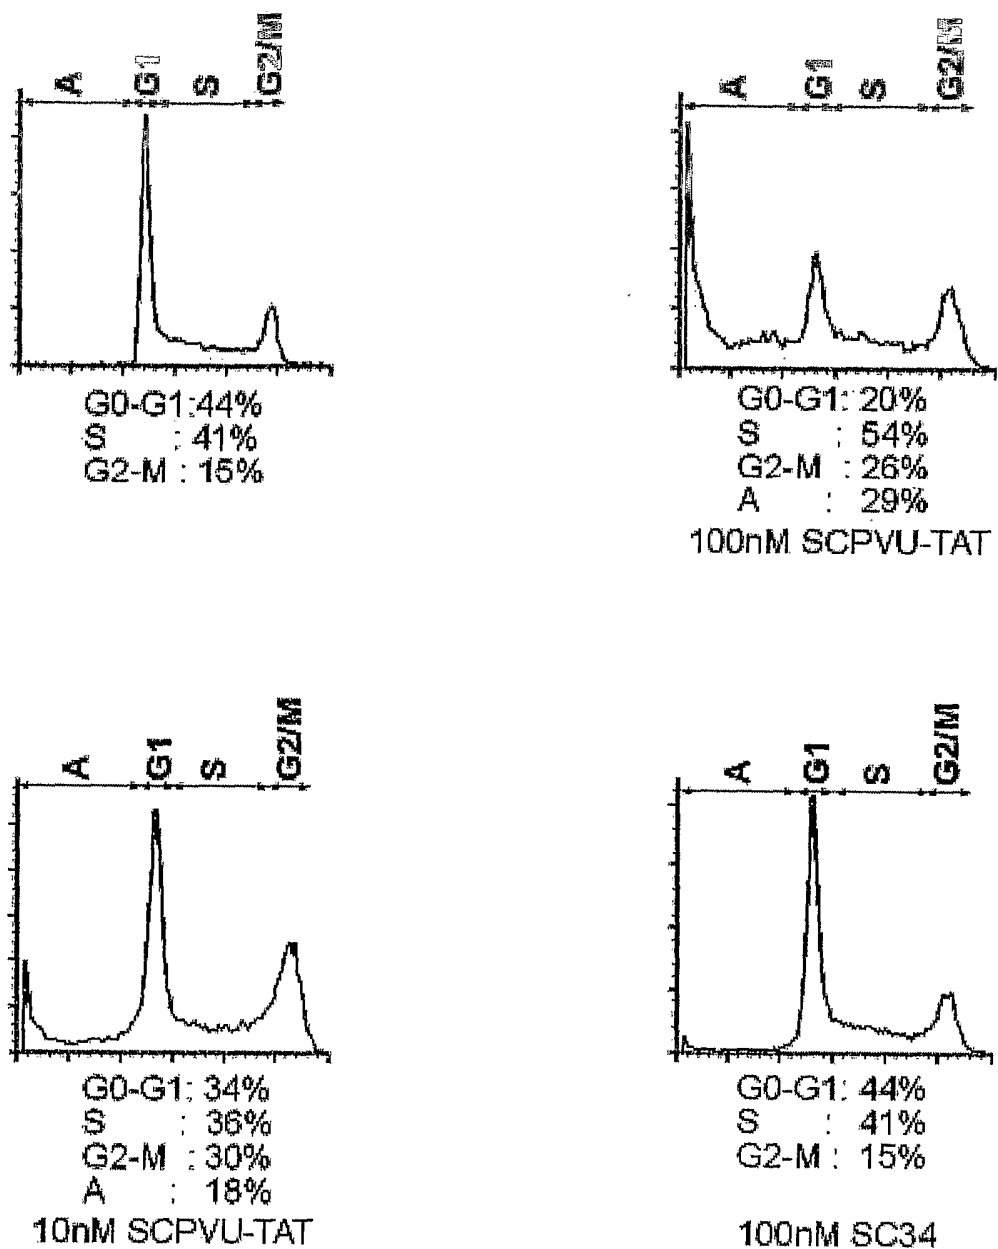 A G1 S G2/M
G0-G1:44%
S : 41%
G2-M : 15%
A G1 S G2/M
G0-G1: 20%
S : 54%
G2-M : 26%
A : 29%
100nM SCPVU-TAT
A G1 S G2/M
G0-G1: 34%
S : 36%
G2-M : 30%
A : 18%
10nM SCPVU-TAT
A G1 S G2/M
G0-G1: 44%
S : 41%
G2-M : 15%
100nM SC34